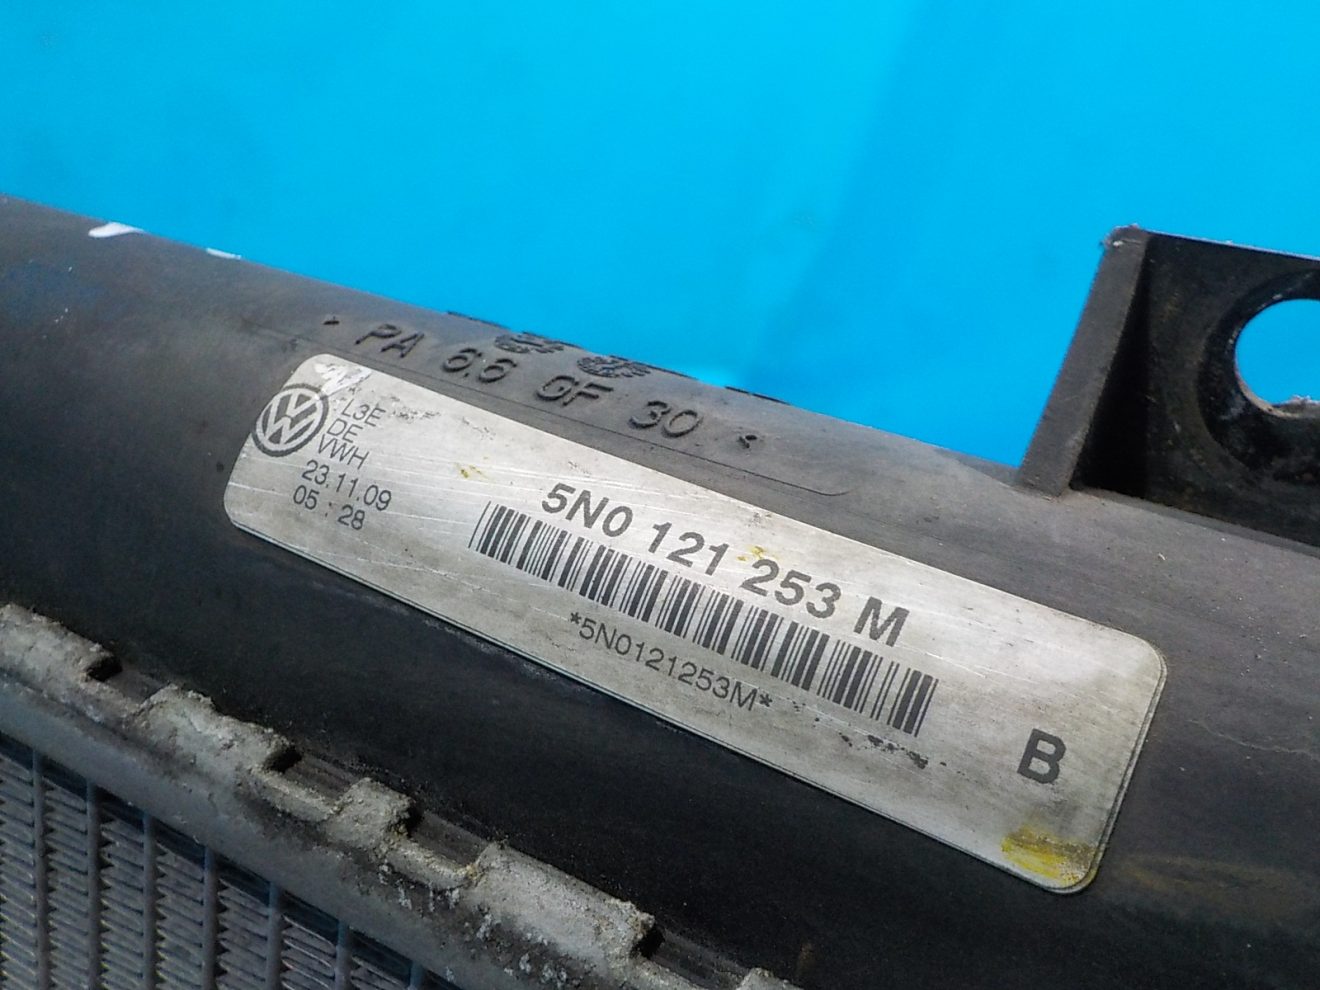 PA 6.6 GF 30
L3E
DE
VWH
23.11.09
05 : 28
5N0 121 253 M
*5N0121253M*
B